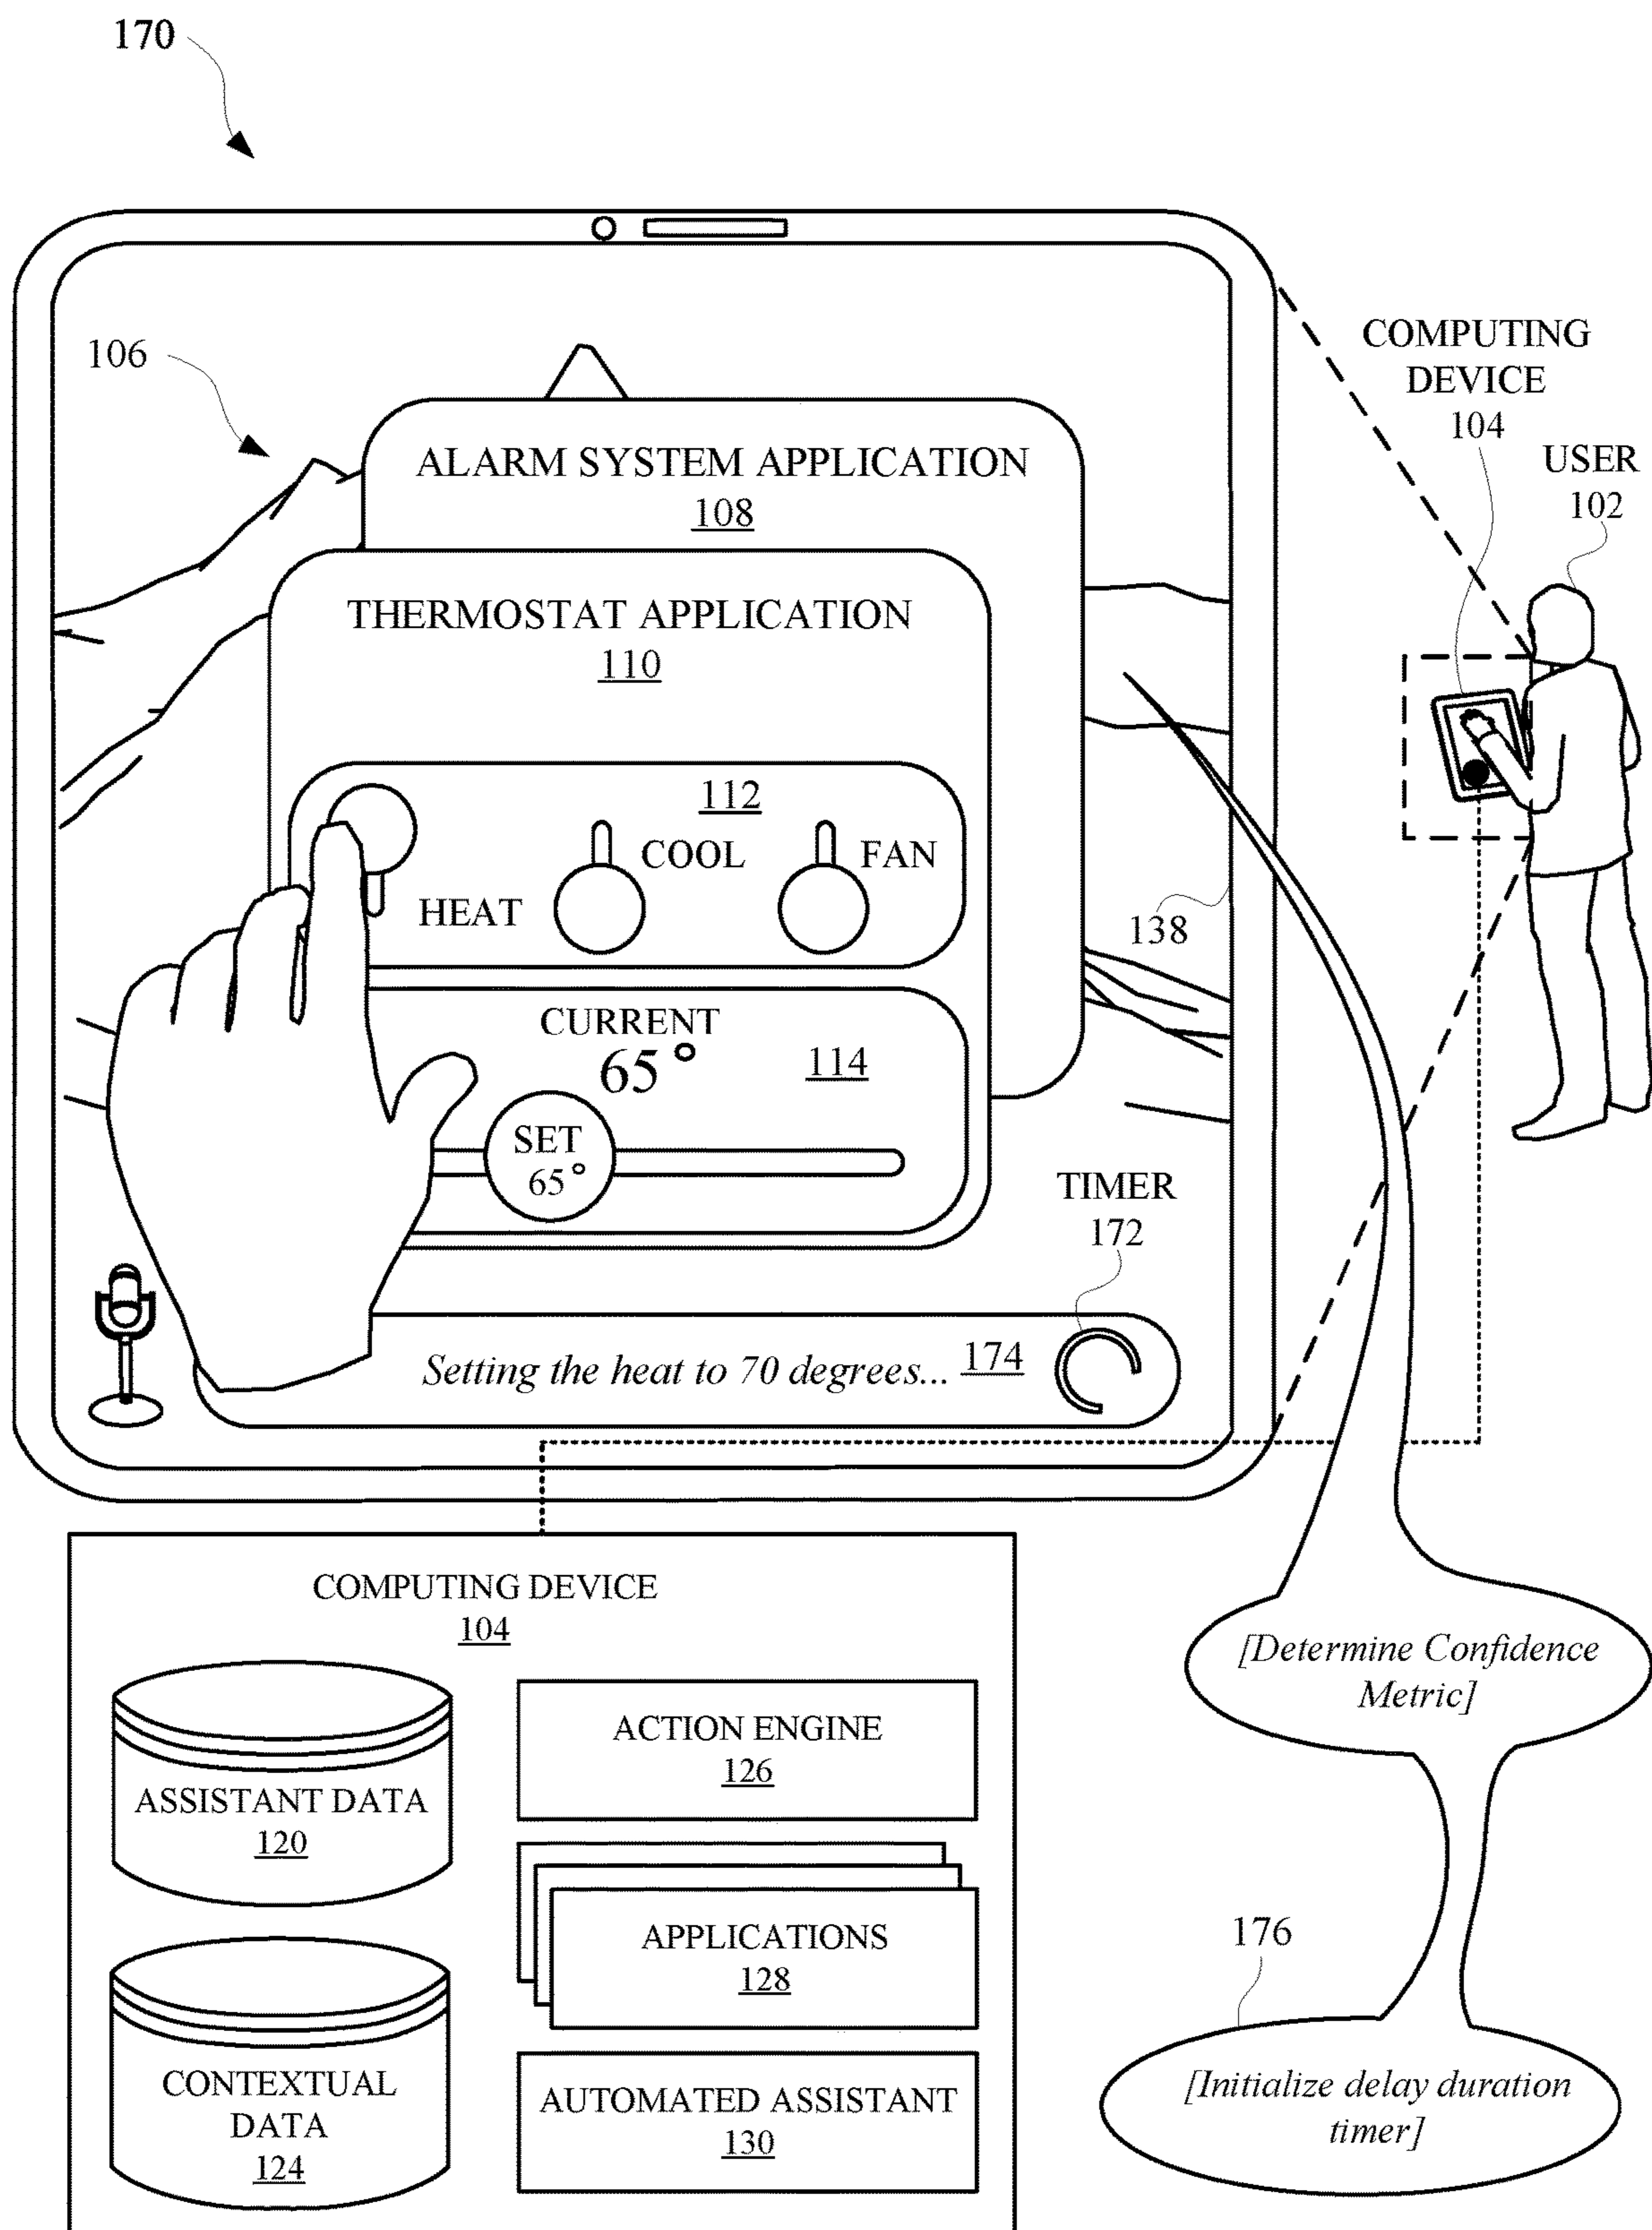 170
106
COMPUTING
DEVICE
104
USER
102
ALARM SYSTEM APPLICATION
108
THERMOSTAT APPLICATION
110
112
HEAT
COOL
FAN
138
CURRENT
65°
114
SET
65°
TIMER
172
Setting the heat to 70 degrees... 174
COMPUTING DEVICE
104
ASSISTANT DATA
120
CONTEXTUAL
DATA
124
ACTION ENGINE
126
APPLICATIONS
128
AUTOMATED ASSISTANT
130
[Determine Confidence
Metric]
176
[Initialize delay duration
timer]